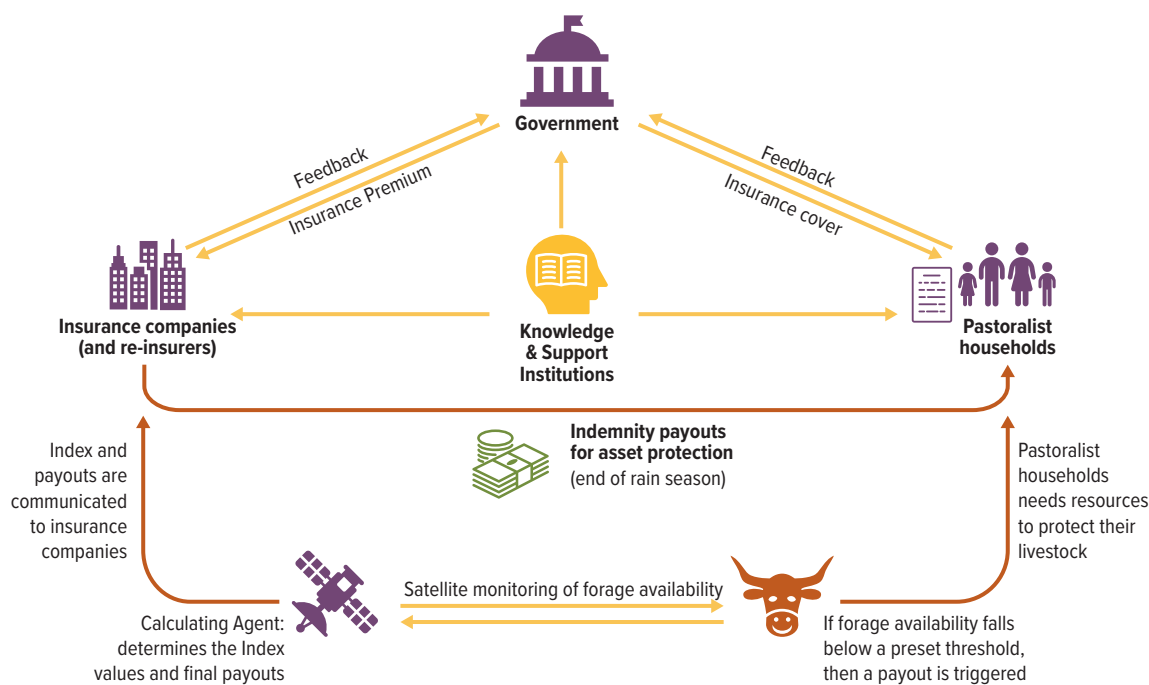 Government
Feedback
Insurance Premium
Feedback
Insurance cover
Insurance companies
(and re-insurers)
Knowledge
& Support
Institutions
Pastoralist
households
Indemnity payouts
for asset protection
(end of rain season)
Index and
payouts are
communicated
to insurance
companies
Pastoralist
households
needs resources
to protect their
livestock
Satellite monitoring of forage availability
Calculating Agent:
determines the Index
values and final payouts
If forage availability falls
below a preset threshold,
then a payout is triggered